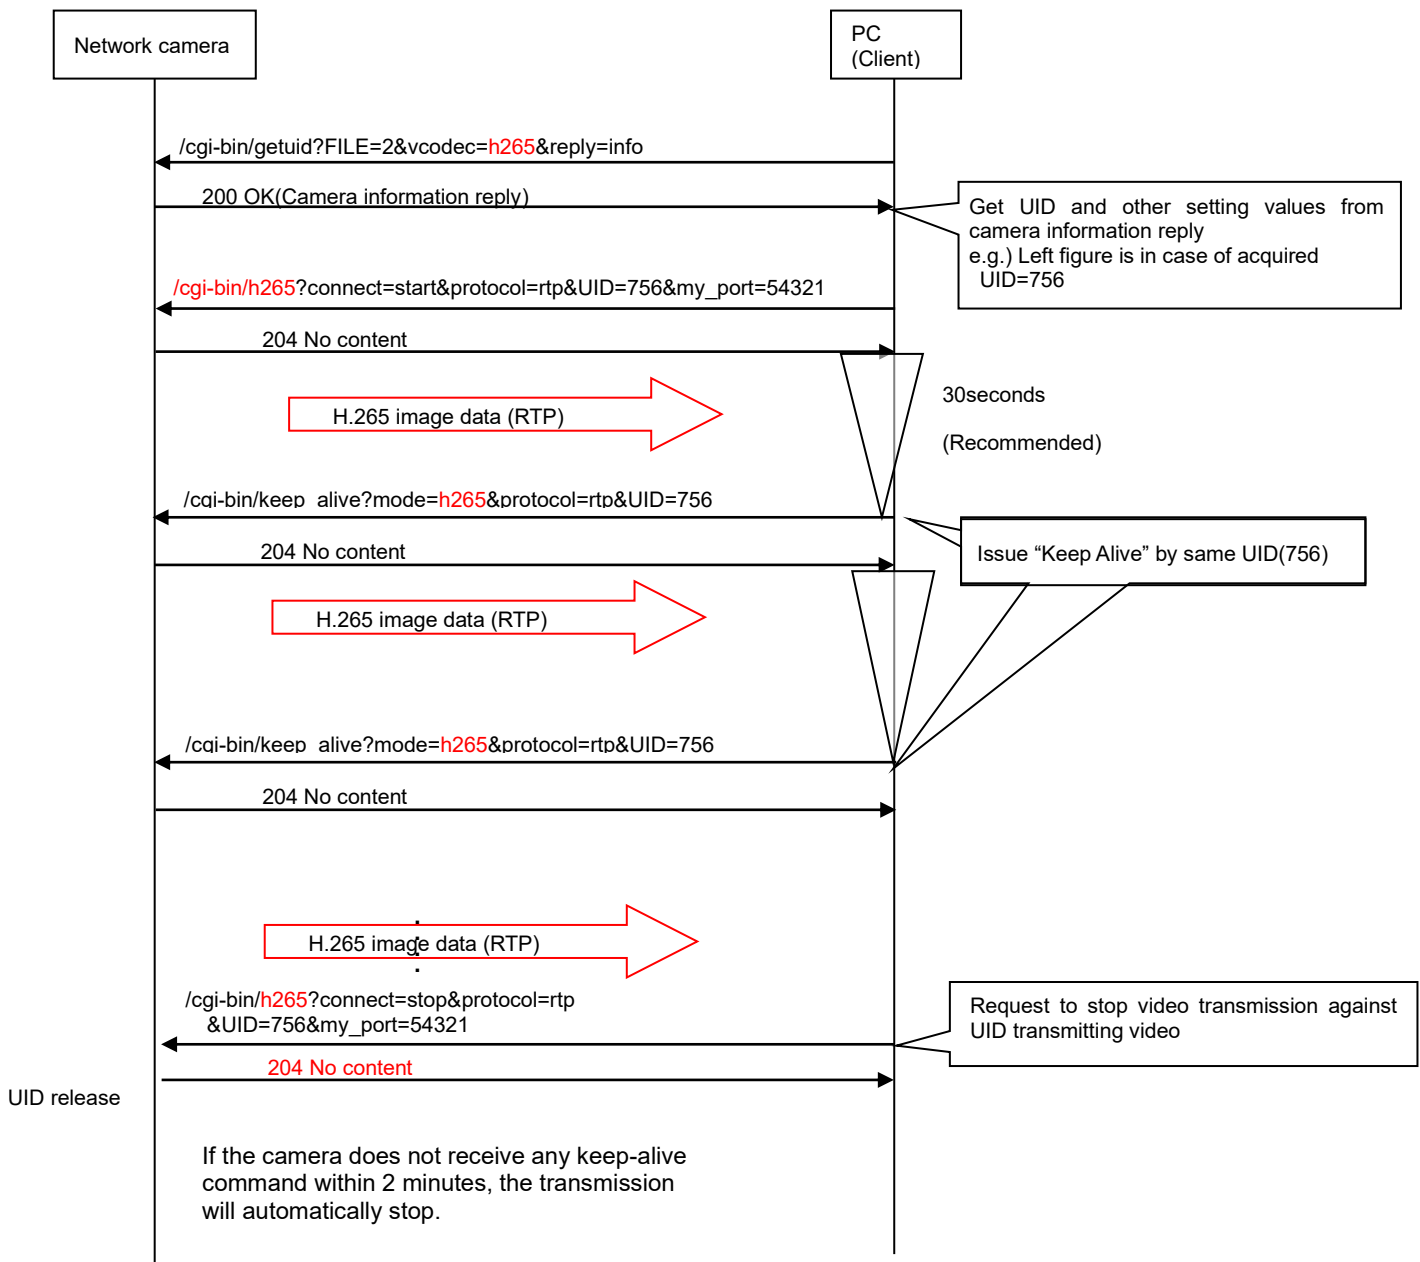 Network camera
PC
(Client)
/cgi-bin/getuid?FILE=2&vcodec=h265&reply=info
200 OK(Camera information reply)
Get UID and other setting values from
camera information reply
e.g.) Left figure is in case of acquired
UID=756
/cgi-bin/h265?connect=start&protocol=rtp&UID=756&my_port=54321
204 No content
30seconds
H.265 image data (RTP)
(Recommended)
/cgi-bin/keep_alive?mode=h265&protocol=rtp&UID=756
204 No content
Issue “Keep Alive” by same UID(756)
H.265 image data (RTP)
/cgi-bin/keep_alive?mode=h265&protocol=rtp&UID=756
204 No content
H.265 image data (RTP)
/cgi-bin/h265?connect=stop&protocol=rtp
&UID=756&my_port=54321
Request to stop video transmission against
UID transmitting video
204 No content
UID release
If the camera does not receive any keep-alive
command within 2 minutes, the transmission
will automatically stop.